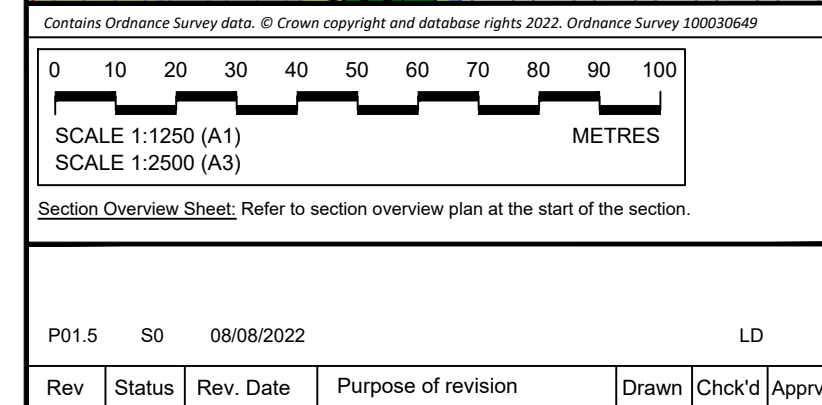 Contains Ordnance Survey data. © Crown copyright and database rights 2022. Ordnance Survey 100030649
0 10 20 30 40 50 60 70 80 90 100
SCALE 1:1250 (A1) METRES
SCALE 1:2500 (A3)
Section Overview Sheet: Refer to section overview plan at the start of the section.
P01.5 S0 08/08/2022 LD
Rev Status Rev. Date Purpose of revision Drawn Chck'd Apprv